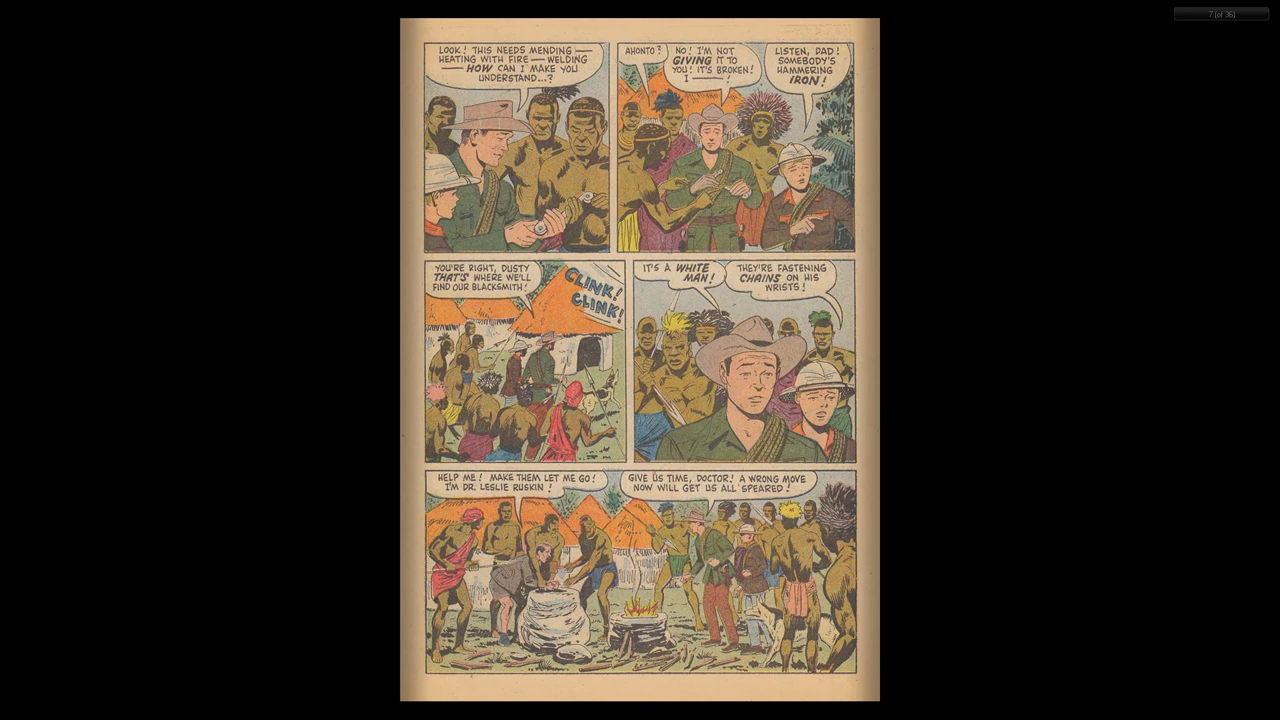 7 (of 36)
LOOK! THIS NEEDS MENDING —
HEATING WITH FIRE — WELDING
— HOW CAN I MAKE YOU
UNDERSTAND...?
AHONTO?
NO! I'M NOT
GIVING IT TO
YOU! IT'S BROKEN!
I — !
LISTEN, DAD!
SOMEBODY'S
HAMMERING
IRON!
YOU'RE RIGHT, DUSTY
THAT'S WHERE WE'LL
FIND OUR BLACKSMITH!
CLINK!
CLINK!
IT'S A WHITE
MAN!
THEY'RE FASTENING
CHAINS ON HIS
WRISTS!
HELP ME! MAKE THEM LET ME GO!
I'M DR. LESLIE RUSKIN!
GIVE US TIME, DOCTOR! A WRONG MOVE
NOW WILL GET US ALL SPEARED!